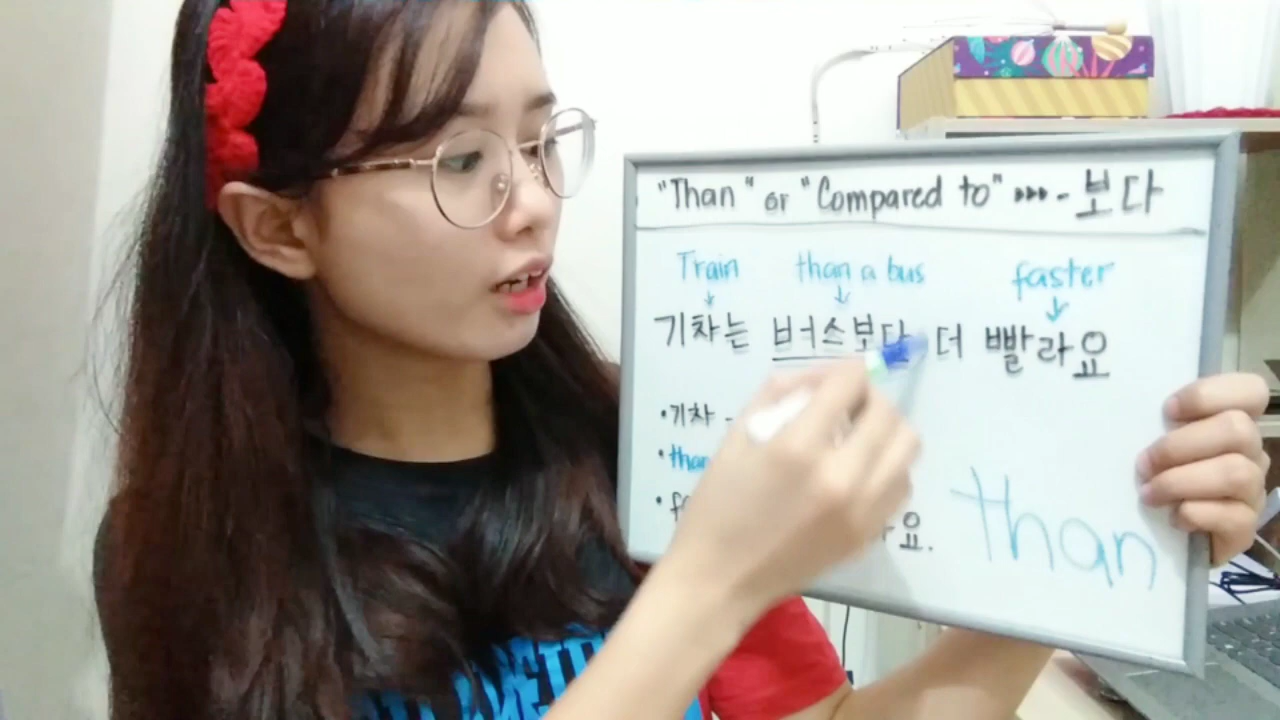 "Than" or "Compared to" ▸▸▸ -보다
Train than a bus faster
기차는 버스보다 더 빨라요
•기차 -
• than
•
요.
than